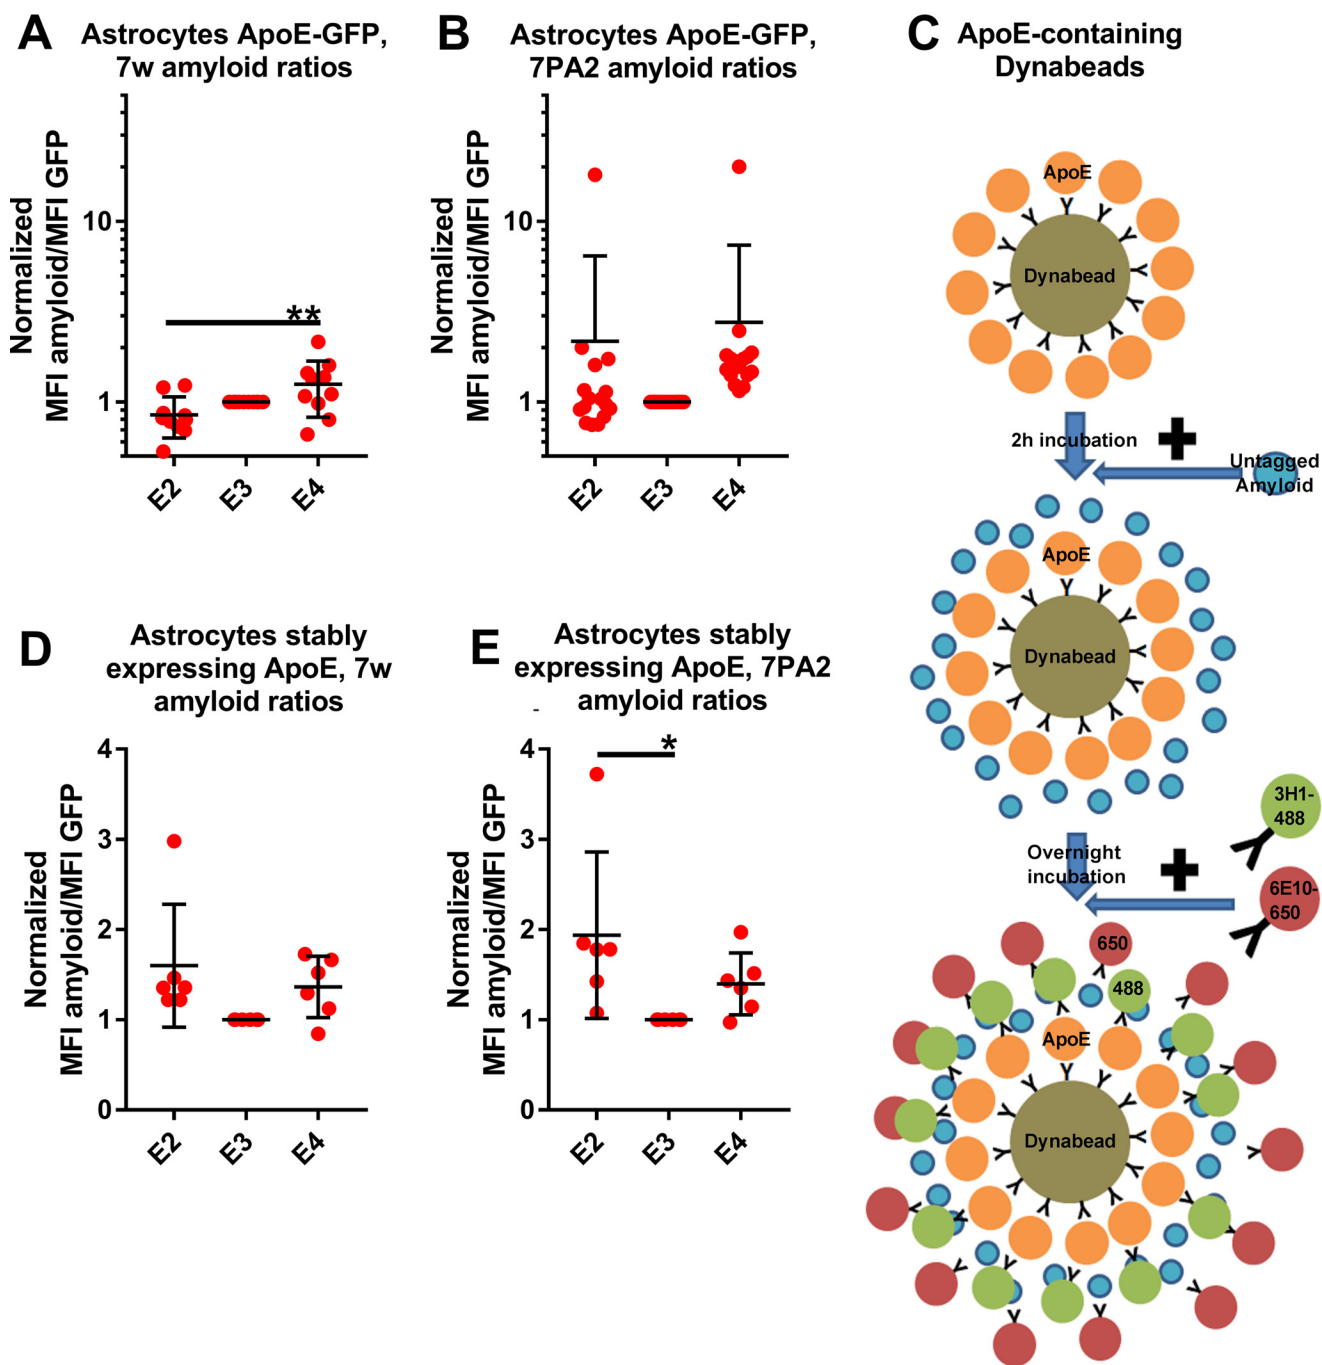 A
Astrocytes ApoE-GFP,
7w amyloid ratios
Normalized
MFI amyloid/MFI GFP
10
1
**
E2
E3
E4
B
Astrocytes ApoE-GFP,
7PA2 amyloid ratios
Normalized
MFI amyloid/MFI GFP
10
1
E2
E3
E4
C
ApoE-containing
Dynabeads
ApoE
Dynabead
2h incubation
Untagged
Amyloid
ApoE
Dynabead
3H1-
488
Overnight
incubation
6E10-
650
650
488
ApoE
Dynabead
D
Astrocytes stably
expressing ApoE, 7w
amyloid ratios
Normalized
MFI amyloid/MFI GFP
4
3
2
1
0
E2
E3
E4
E
Astrocytes stably
expressing ApoE, 7PA2
amyloid ratios
-
Normalized
MFI amyloid/MFI GFP
4
3
2
1
0
*
E2
E3
E4